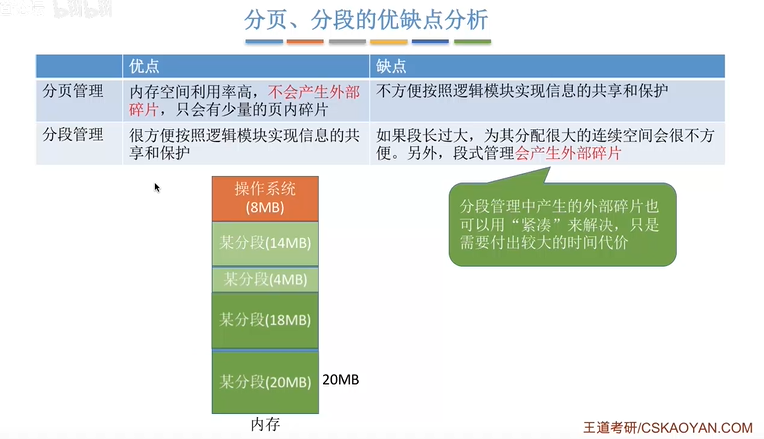 bilibili
分页、分段的优缺点分析
优点
缺点
分页管理
内存空间利用率高，不会产生外部
碎片，只会有少量的页内碎片
不方便按照逻辑模块实现信息的共享和保护
分段管理
很方便按照逻辑模块实现信息的共
享和保护
如果段长过大，为其分配很大的连续空间会很不方
便。另外，段式管理会产生外部碎片
操作系统
(8MB)
某分段(14MB)
某分段(4MB)
某分段(18MB)
某分段(20MB)
20MB
内存
分段管理中产生的外部碎片也
可以用“紧凑”来解决，只是
需要付出较大的时间代价
王道考研/CSKAOYAN.COM